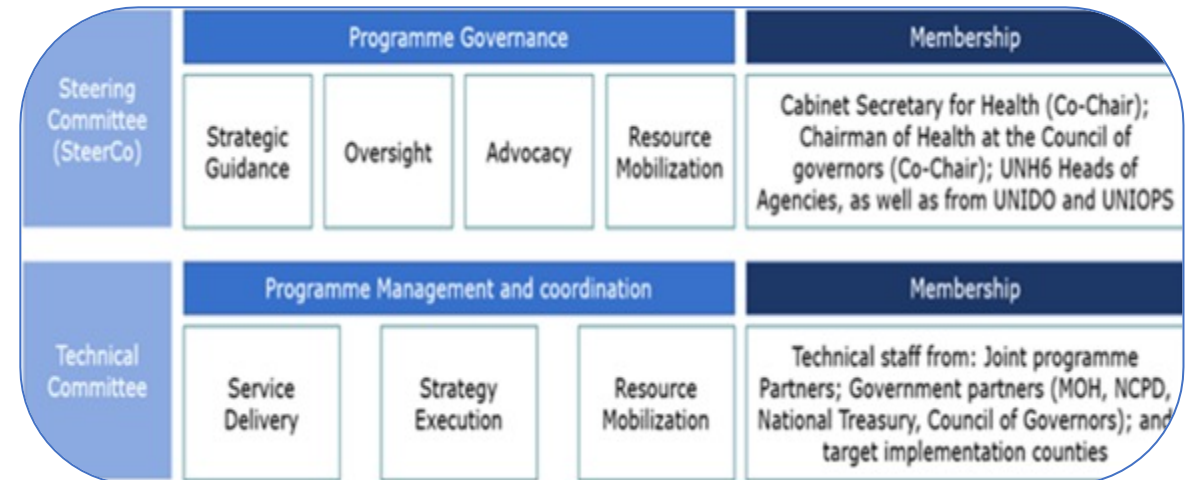 Steering
Committee
(SteerCo)
Programme Governance
Membership
Strategic
Guidance
Oversight
Advocacy
Resource
Mobilization
Cabinet Secretary for Health (Co-Chair);
Chairman of Health at the Council of
governors (Co-Chair); UNH6 Heads of
Agencies, as well as from UNIDO and UNIOPS
Technical
Committee
Programme Management and coordination
Membership
Service
Delivery
Strategy
Execution
Resource
Mobilization
Technical staff from: Joint programme
Partners; Government partners (MOH, NCPD,
National Treasury, Council of Governors); and
target implementation counties